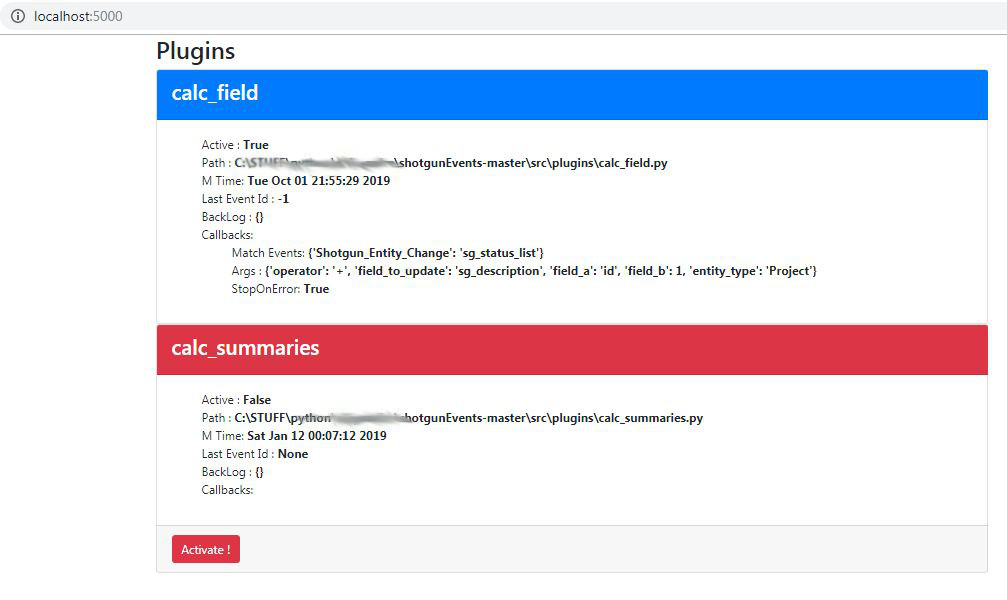 localhost:5000
Plugins
calc_field
Active : True
Path : C:\STUFF\ \shotgunEvents-master\src\plugins\calc_field.py
M Time: Tue Oct 01 21:55:29 2019
Last Event Id : -1
BackLog : {}
Callbacks:
Match Events: {'Shotgun_Entity_Change': 'sg_status_list'}
Args : {'operator': '+', 'field_to_update': 'sg_description', 'field_a': 'id', 'field_b': 1, 'entity_type': 'Project'}
StopOnError: True
calc_summaries
Active : False
Path : C:\STUFF\python\ \shotgunEvents-master\src\plugins\calc_summaries.py
M Time: Sat Jan 12 00:07:12 2019
Last Event Id : None
BackLog : {}
Callbacks:
Activate !